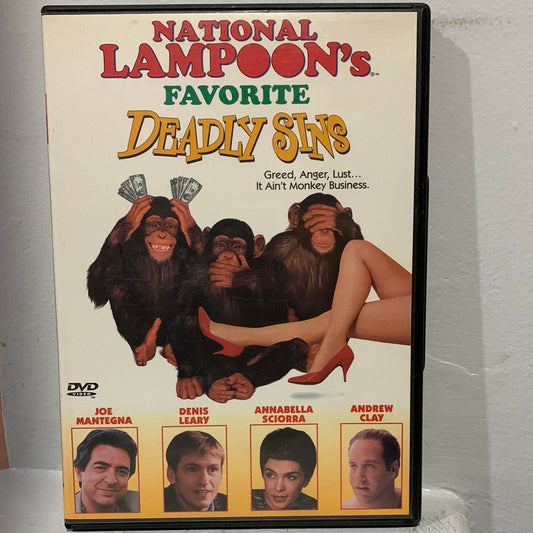 NATIONAL
LAMPOON's®™
FAVORITE
DEADLY SINS
Greed, Anger, Lust...
It Ain't Monkey Business.
DVD
VIDEO
JOE
MANTEGNA
DENIS
LEARY
ANNABELLA
SCIORRA
ANDREW
CLAY